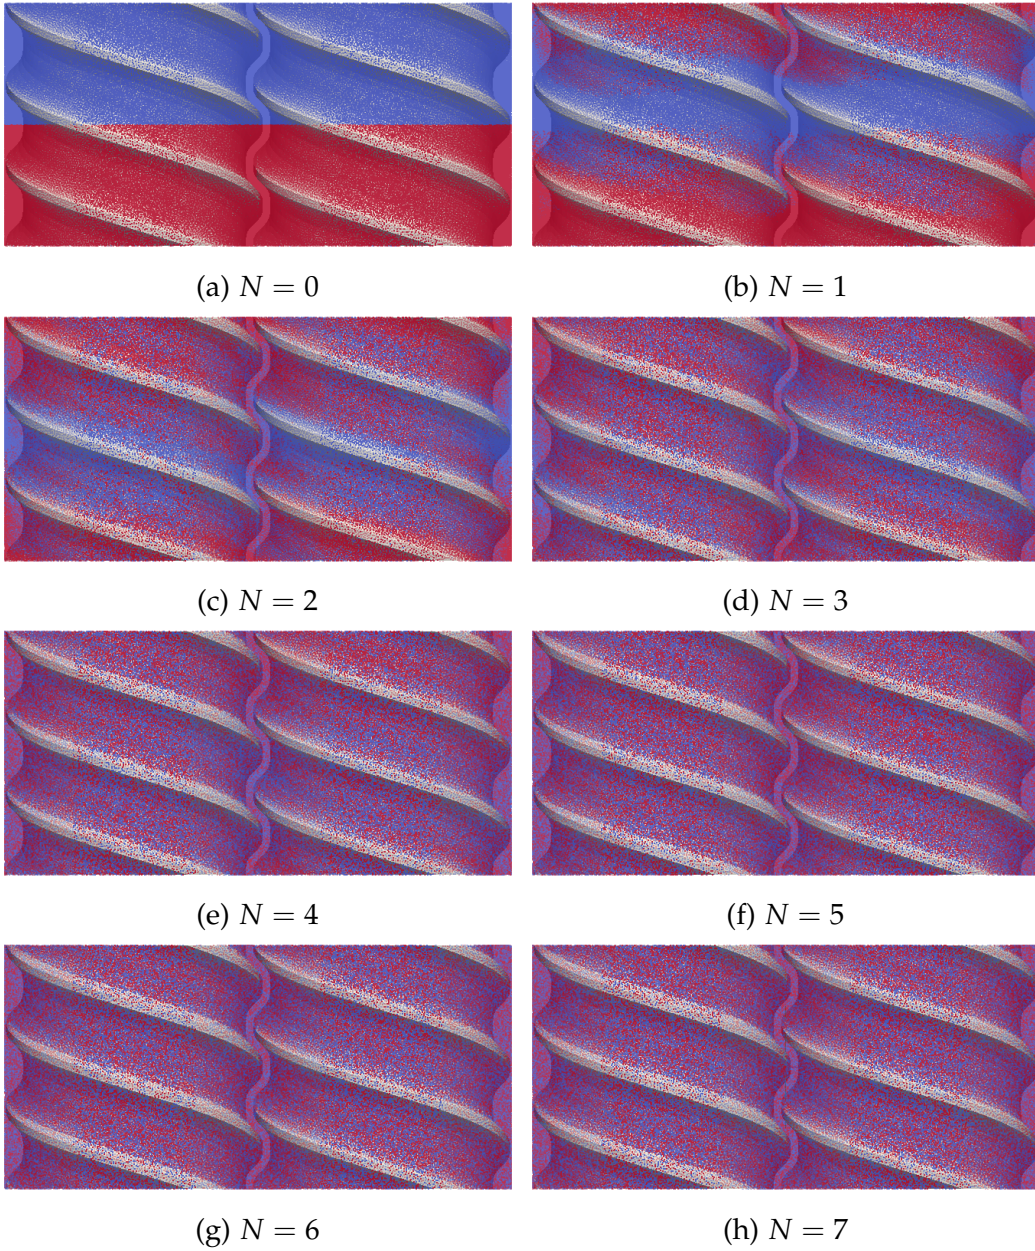 (a) N = 0
(b) N = 1
(c) N = 2
(d) N = 3
(e) N = 4
(f) N = 5
(g) N = 6
(h) N = 7